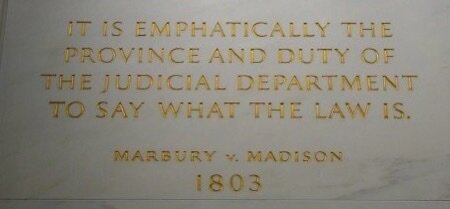 IT IS EMPHATICALLY THE
PROVINCE AND DUTY OF
THE JUDICIAL DEPARTMENT
TO SAY WHAT THE LAW IS.
MARBURY v. MADISON
1803